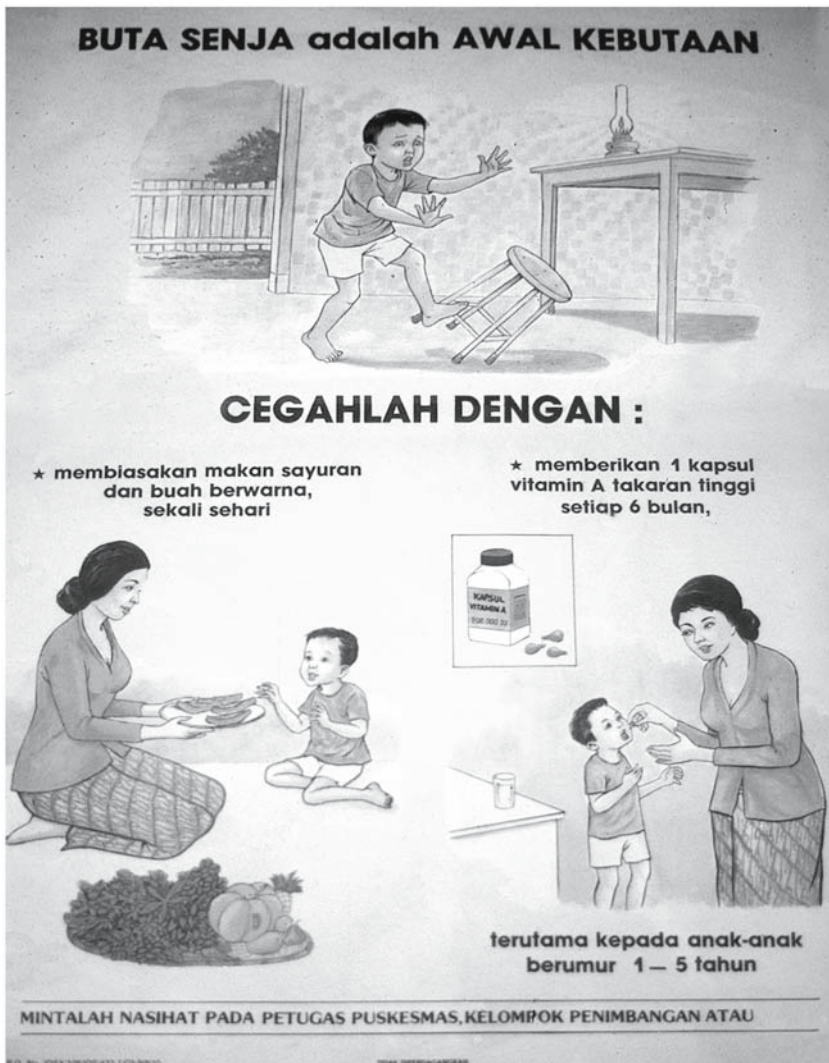 BUTA SENJA adalah AWAL KEBUTAAN
CEGAHLAH DENGAN :
★ membiasakan makan sayuran
dan buah berwarna,
sekali sehari
★ memberikan 1 kapsul
vitamin A takaran tinggi
setiap 6 bulan,
KAPSUL
VITAMIN A
terutama kepada anak-anak
berumur 1 — 5 tahun
MINTALAH NASIHAT PADA PETUGAS PUSKESMAS, KELOMPOK PENIMBANGAN ATAU